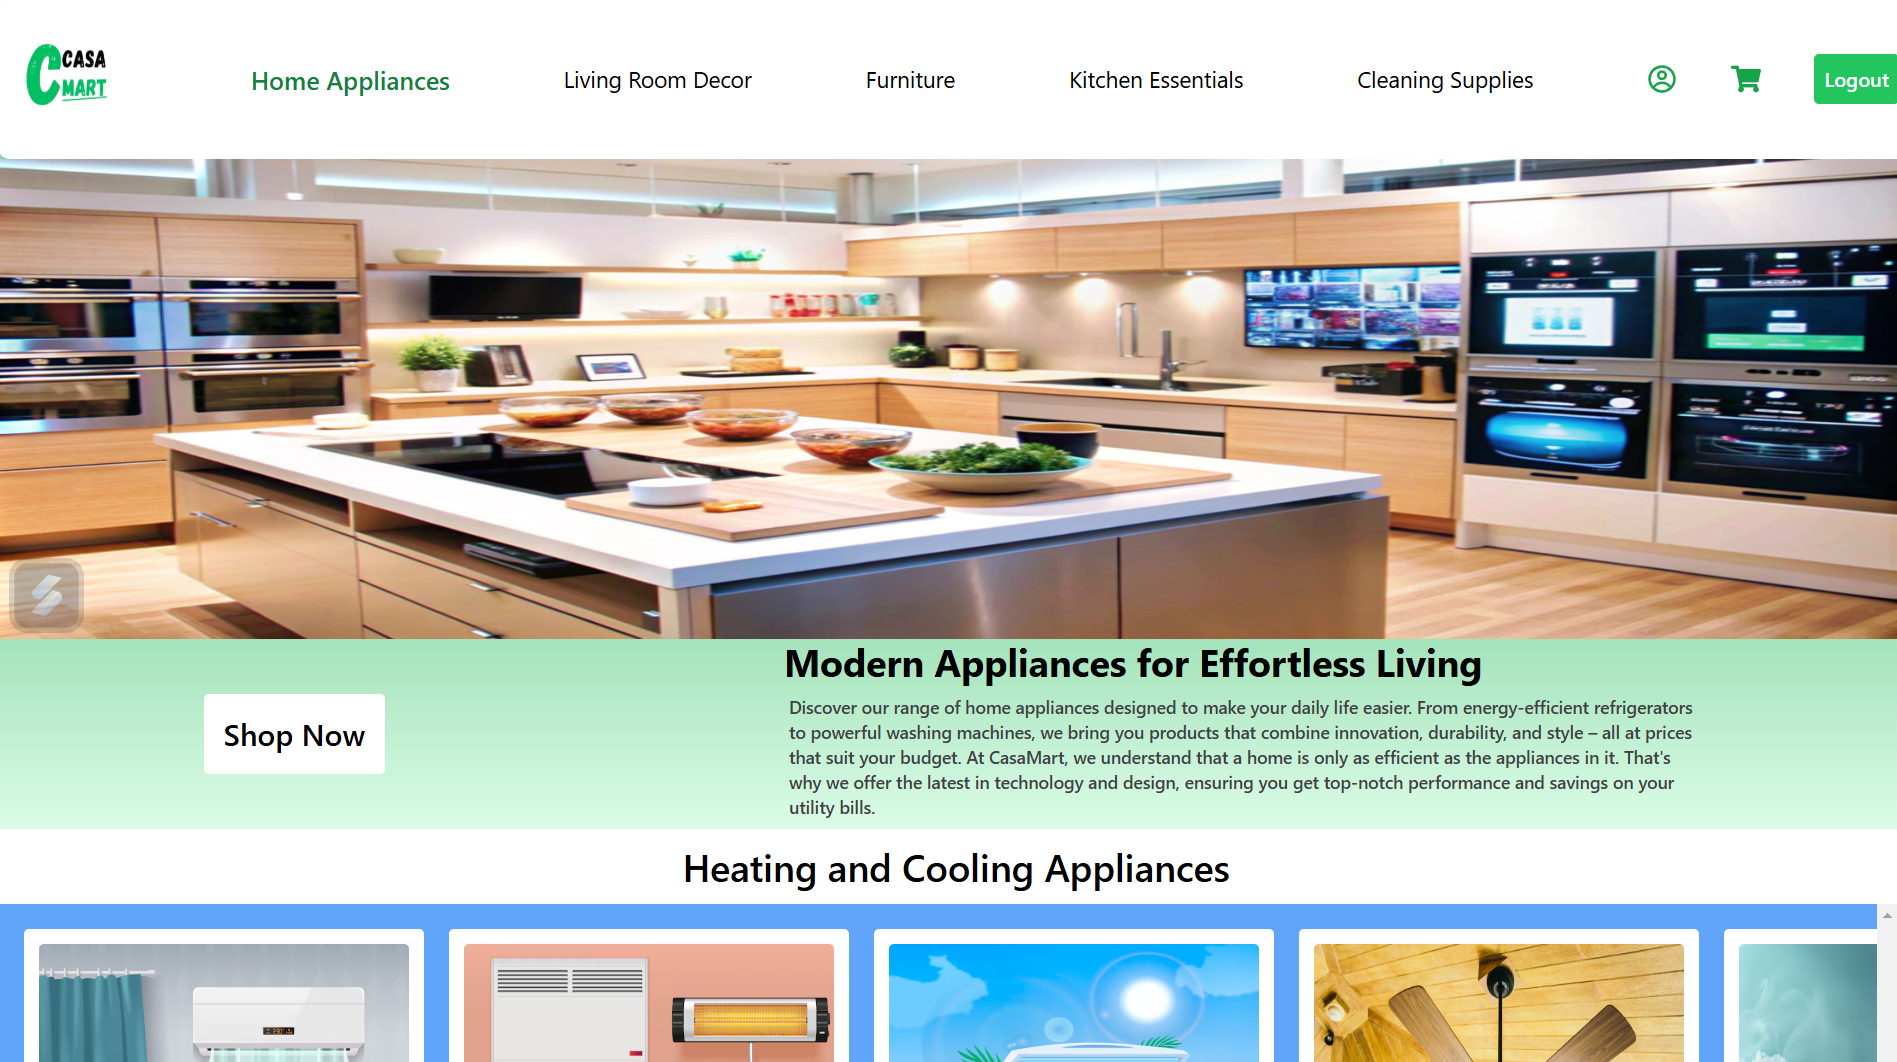 CASA
MART
Home Appliances
Living Room Decor
Furniture
Kitchen Essentials
Cleaning Supplies
Logout
Modern Appliances for Effortless Living
Shop Now
Discover our range of home appliances designed to make your daily life easier. From energy-efficient refrigerators
to powerful washing machines, we bring you products that combine innovation, durability, and style – all at prices
that suit your budget. At CasaMart, we understand that a home is only as efficient as the appliances in it. That's
why we offer the latest in technology and design, ensuring you get top-notch performance and savings on your
utility bills.
Heating and Cooling Appliances